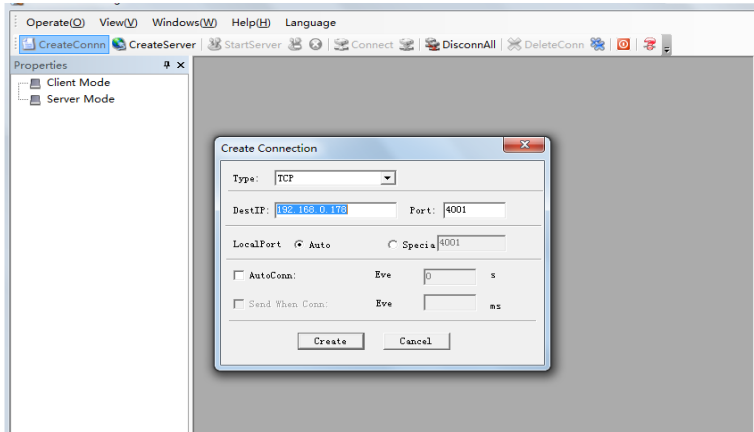 Operate(O) View(V) Windows(W) Help(H) Language
CreateConnn CreateServer StartServer Connect DisconnAll DeleteConn
Properties
Client Mode
Server Mode
Create Connection
Type: TCP
DestIP: 192.168.0.178 Port: 4001
LocalPort Auto Specia 4001
AutoConn: Eve 0 s
Send When Conn: Eve ms
Create Cancel